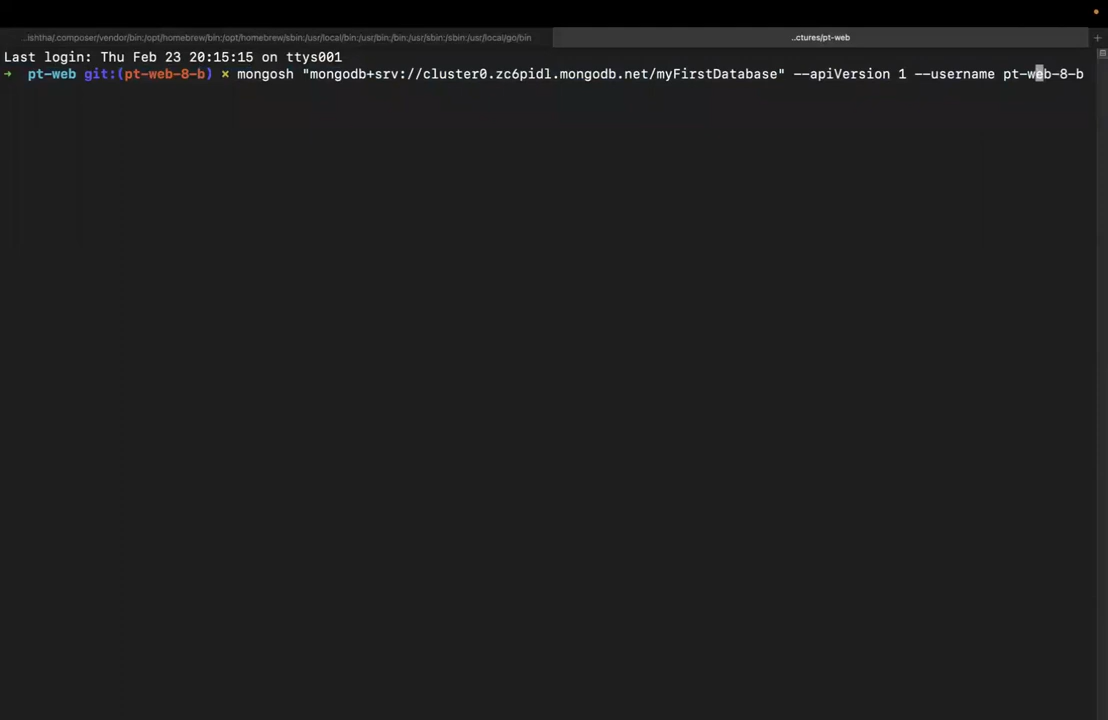 ...ishtha/.composer/vendor/bin:/opt/homebrew/bin:/opt/homebrew/sbin:/usr/local/bin:/usr/bin:/bin:/usr/sbin:/sbin:/usr/local/go/bin
..ctures/pt-web
Last login: Thu Feb 23 20:15:15 on ttys001
➜ pt-web git:(pt-web-8-b) × mongosh "mongodb+srv://cluster0.zc6pidl.mongodb.net/myFirstDatabase" --apiVersion 1 --username pt-web-8-b